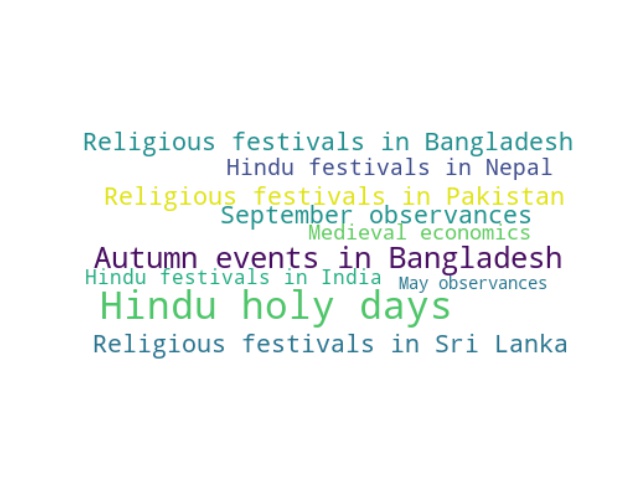 Religious festivals in Bangladesh
Hindu festivals in Nepal
Religious festivals in Pakistan
September observances
Medieval economics
Autumn events in Bangladesh
Hindu festivals in India
May observances
Hindu holy days
Religious festivals in Sri Lanka